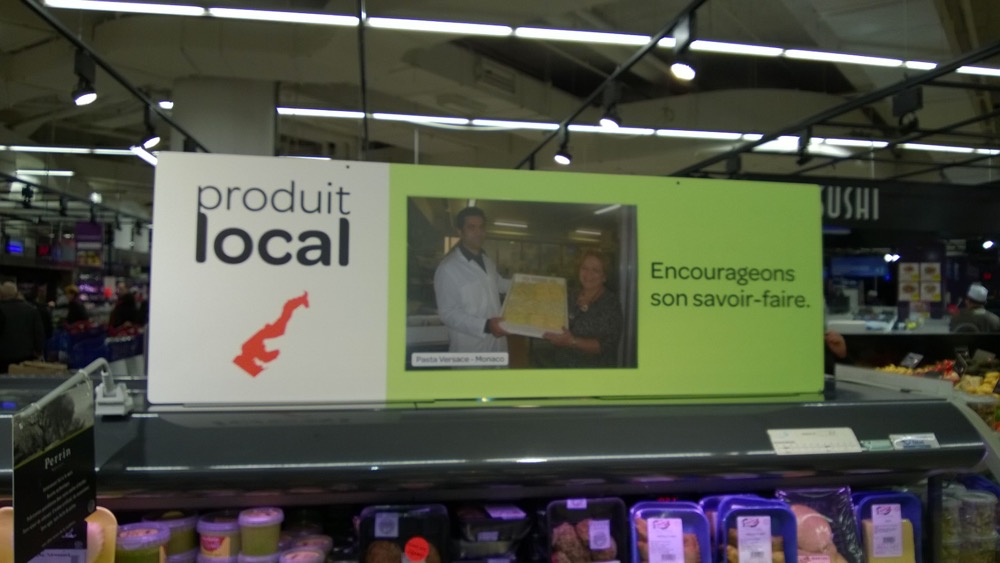 produit
local
Encourageons
son savoir-faire.
Pasta Versace - Monaco
SUSHI
Perrin